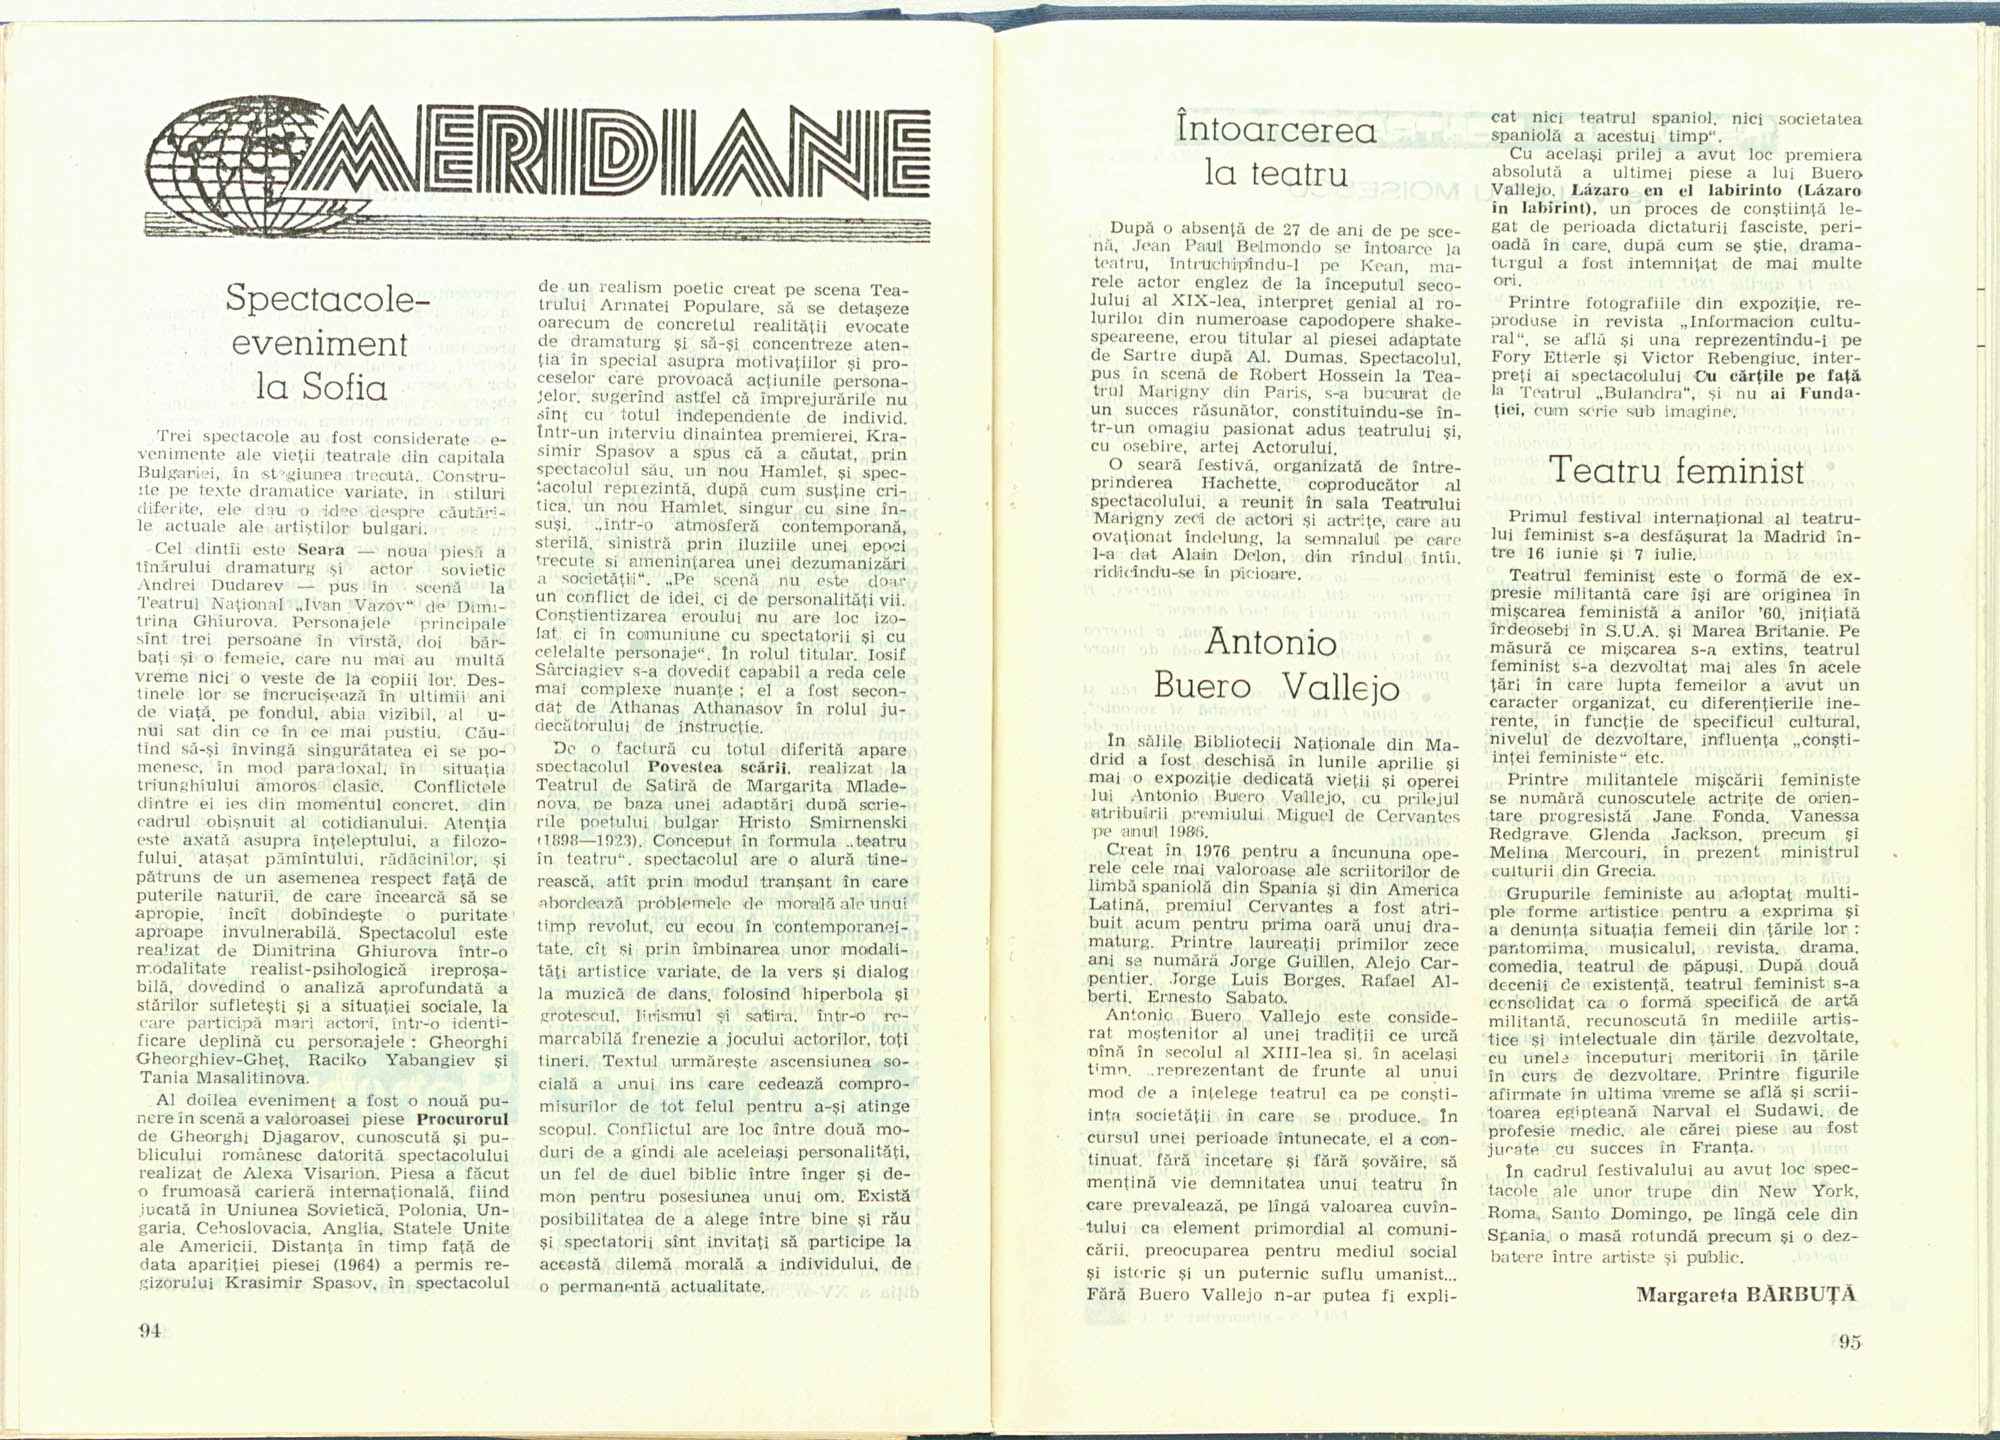 MERIDIANE
Spectacole-
eveniment
la Sofia
Trei spectacole au fost considerate e-
venimente ale vieții teatrale din capitala
Bulgariei, în stagiunea trecută. Constru-
ite pe texte dramatice variate, în stiluri
diferite, ele dau o idee despre căutări-
le actuale ale artiștilor bulgari.
Cel dintîi este Seara — noua piesă a
tînărului dramaturg și actor sovietic
Andrei Dudarev — pus în scenă la
Teatrul Național „Ivan Vazov“ de Dimi-
trina Ghiurova. Personajele principale
sînt trei persoane în vîrstă, doi băr-
bați și o femeie, care nu mai au multă
vreme nici o veste de la copiii lor. Des-
tinele lor se încrucișează în ultimii ani
de viață, pe fondul, abia vizibil, al u-
nui sat din ce în ce mai pustiu. Cău-
tînd să-și învingă singurătatea ei se po-
menesc, în mod paradoxal, în situația
triunghiului amoros clasic. Conflictele
dintre ei ies din momentul concret, din
cadrul obișnuit al cotidianului. Atenția
este axată asupra înțeleptului, a filozo-
fului, atașat pămîntului, rădăcinilor, și
pătruns de un asemenea respect față de
puterile naturii, de care încearcă să se
apropie, încît dobîndește o puritate
aproape invulnerabilă. Spectacolul este
realizat de Dimitrina Ghiurova într-o
modalitate realist-psihologică ireproșa-
bilă, dovedind o analiză aprofundată a
stărilor sufletești și a situației sociale, la
care participă mari actori, într-o identi-
ficare deplină cu personajele : Gheorghi
Gheorghiev-Gheț, Raciko Yabangiev și
Tania Masalitinova.
Al doilea eveniment a fost o nouă pu-
nere în scenă a valoroasei piese Procurorul
de Gheorghi Djagarov, cunoscută și pu-
blicului românesc datorită spectacolului
realizat de Alexa Visarion. Piesa a făcut
o frumoasă carieră internațională, fiind
jucată în Uniunea Sovietică, Polonia, Un-
garia, Cehoslovacia, Anglia, Statele Unite
ale Americii. Distanța în timp față de
data apariției piesei (1964) a permis re-
gizorului Krasimir Spasov, în spectacolul
94
de un realism poetic creat pe scena Tea-
trului Armatei Populare, să se detașeze
oarecum de concretul realității evocate
de dramaturg și să-și concentreze aten-
ția în special asupra motivațiilor și pro-
ceselor care provoacă acțiunile persona-
jelor, sugerînd astfel că împrejurările nu
sînt cu totul independente de individ.
Într-un interviu dinaintea premierei, Kra-
simir Spasov a spus că a căutat, prin
spectacolul său, un nou Hamlet, și spec-
tacolul reprezintă, după cum susține cri-
tica, un nou Hamlet, singur cu sine în-
suși, „într-o atmosferă contemporană,
sterilă, sinistră prin iluziile unei epoci
trecute și amenințarea unei dezumanizări
a societății“. „Pe scenă nu este doar
un conflict de idei, ci de personalități vii.
Conștientizarea eroului nu are loc izo-
lat, ci în comuniune cu spectatorii și cu
celelalte personaje“. În rolul titular, Iosif
Sârciagiev s-a dovedit capabil a reda cele
mai complexe nuanțe ; el a fost secon-
dat de Athanas Athanasov în rolul ju-
decătorului de instrucție.
De o factură cu totul diferită apare
spectacolul Povestea scării, realizat la
Teatrul de Satiră de Margarita Mlade-
nova, pe baza unei adaptări după scrie-
rile poetului bulgar Hristo Smirnenski
(1898—1923). Conceput în formula „teatru
în teatru“, spectacolul are o alură tine-
rească, atît prin modul tranșant în care
abordează problemele de morală ale unui
timp revolut, cu ecou în contemporanei-
tate, cît și prin îmbinarea unor modali-
tăți artistice variate, de la vers și dialog
la muzică de dans, folosind hiperbola și
grotescul, lirismul și satira, într-o re-
marcabilă frenezie a jocului actorilor, toți
tineri. Textul urmărește ascensiunea so-
cială a unui ins care cedează compro-
misurilor de tot felul pentru a-și atinge
scopul. Conflictul are loc între două mo-
duri de a gîndi ale aceleiași personalități,
un fel de duel biblic între înger și de-
mon pentru posesiunea unui om. Există
posibilitatea de a alege între bine și rău
și spectatorii sînt invitați să participe la
această dilemă morală a individului, de
o permanentă actualitate.
Întoarcerea
la teatru
După o absență de 27 de ani de pe sce-
nă, Jean Paul Belmondo se întoarce la
teatru, întruchipîndu-l pe Kean, ma-
rele actor englez de la începutul seco-
lului al XIX-lea, interpret genial al ro-
lurilor din numeroase capodopere shake-
speareene, erou titular al piesei adaptate
de Sartre după Al. Dumas. Spectacolul,
pus în scenă de Robert Hossein la Tea-
trul Marigny din Paris, s-a bucurat de
un succes răsunător, constituindu-se în-
tr-un omagiu pasionat adus teatrului și,
cu osebire, artei Actorului.
O seară festivă, organizată de între-
prinderea Hachette, coproducător al
spectacolului, a reunit în sala Teatrului
Marigny zeci de actori și actrițe, care au
ovaționat îndelung, la semnalul pe care
l-a dat Alain Delon, din rîndul întîi,
ridicîndu-se în picioare.
Antonio
Buero Vallejo
În sălile Bibliotecii Naționale din Ma-
drid a fost deschisă în lunile aprilie și
mai o expoziție dedicată vieții și operei
lui Antonio Buero Vallejo, cu prilejul
atribuirii premiului Miguel de Cervantes
pe anul 1986.
Creat în 1976 pentru a încununa ope-
rele cele mai valoroase ale scriitorilor de
limbă spaniolă din Spania și din America
Latină, premiul Cervantes a fost atri-
buit acum pentru prima oară unui dra-
maturg. Printre laureații primilor zece
ani se numără Jorge Guillen, Alejo Car-
pentier, Jorge Luis Borges, Rafael Al-
berti, Ernesto Sabato.
Antonio Buero Vallejo este conside-
rat moștenitor al unei tradiții ce urcă
pînă în secolul al XIII-lea și, în același
timp, „reprezentant de frunte al unui
mod de a înțelege teatrul ca pe conști-
ința societății în care se produce. În
cursul unei perioade întunecate, el a con-
tinuat, fără încetare și fără șovăire, să
mențină vie demnitatea unui teatru în
care prevalează, pe lîngă valoarea cuvîn-
tului ca element primordial al comuni-
cării, preocuparea pentru mediul social
și istoric și un puternic suflu umanist...
Fără Buero Vallejo n-ar putea fi expli-
cat nici teatrul spaniol, nici societatea
spaniolă a acestui timp“.
Cu același prilej a avut loc premiera
absolută a ultimei piese a lui Buero
Vallejo, Lázaro en el labirinto (Lázaro
în labirint), un proces de conștiință le-
gat de perioada dictaturii fasciste, peri-
oadă în care, după cum se știe, drama-
turgul a fost întemnițat de mai multe
ori.
Printre fotografiile din expoziție, re-
produse in revista „Informacion cultu-
ral“, se află și una reprezentîndu-i pe
Fory Etterle și Victor Rebengiuc, inter-
preți ai spectacolului Cu cărțile pe față
la Teatrul „Bulandra“, și nu ai Funda-
ției, cum scrie sub imagine.
Teatru feminist
Primul festival internațional al teatru-
lui feminist s-a desfășurat la Madrid în-
tre 16 iunie și 7 iulie.
Teatrul feminist este o formă de ex-
presie militantă care își are originea în
mișcarea feministă a anilor '60, inițiată
îrdeosebi în S.U.A. și Marea Britanie. Pe
măsură ce mișcarea s-a extins, teatrul
feminist s-a dezvoltat mai ales în acele
țări în care lupta femeilor a avut un
caracter organizat, cu diferențierile ine-
rente, în funcție de specificul cultural,
nivelul de dezvoltare, influența „conști-
inței feministe“ etc.
Printre militantele mișcării feministe
se numără cunoscutele actrițe de orien-
tare progresistă Jane Fonda, Vanessa
Redgrave, Glenda Jackson, precum și
Melina Mercouri, în prezent ministrul
culturii din Grecia.
Grupurile feministe au adoptat multi-
ple forme artistice pentru a exprima și
a denunța situația femeii din țările lor :
pantomima, musicalul, revista, drama,
comedia, teatrul de păpuși. După două
decenii de existență, teatrul feminist s-a
consolidat ca o formă specifică de artă
militantă, recunoscută în mediile artis-
tice și intelectuale din țările dezvoltate,
cu unele începuturi meritorii în țările
în curs de dezvoltare. Printre figurile
afirmate în ultima vreme se află și scrii-
toarea egipteană Narval el Sudawi, de
profesie medic, ale cărei piese au fost
jucate cu succes în Franța.
În cadrul festivalului au avut loc spec-
tacole ale unor trupe din New York,
Roma, Santo Domingo, pe lîngă cele din
Spania, o masă rotundă precum și o dez-
batere între artiste și public.
Margareta BĂRBUȚĂ
95